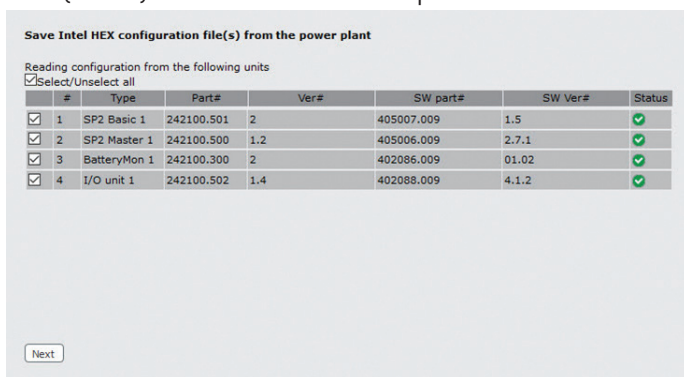 Save Intel HEX configuration file(s) from the power plant
Reading configuration from the following units
Select/Unselect all
# Type Part# Ver# SW part# SW Ver# Status
1 SP2 Basic 1 242100.501 2 405007.009 1.5
2 SP2 Master 1 242100.500 1.2 405006.009 2.7.1
3 BatteryMon 1 242100.300 2 402086.009 01.02
4 I/O unit 1 242100.502 1.4 402088.009 4.1.2
Next